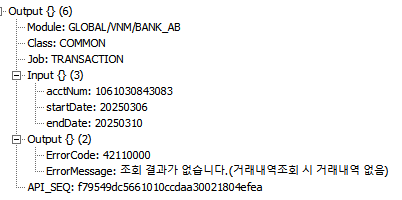 Output {} (6)
Module: GLOBAL/VNM/BANK_AB
Class: COMMON
Job: TRANSACTION
Input {} (3)
acctNum: 1061030843083
startDate: 20250306
endDate: 20250310
Output {} (2)
ErrorCode: 42110000
ErrorMessage: 조회 결과가 없습니다.(거래내역조회 시 거래내역 없음)
API_SEQ: f79549dc5661010ccdaa30021804efea